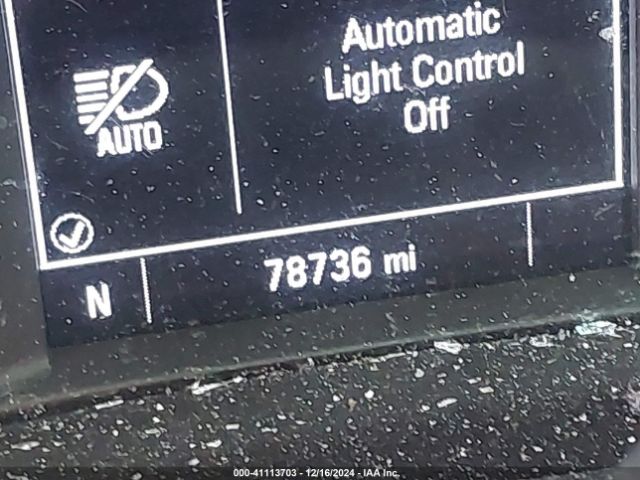 Automatic
Light Control
Off
AUTO
78736 mi
N
000-41113703 - 12/16/2024 - IAA Inc.